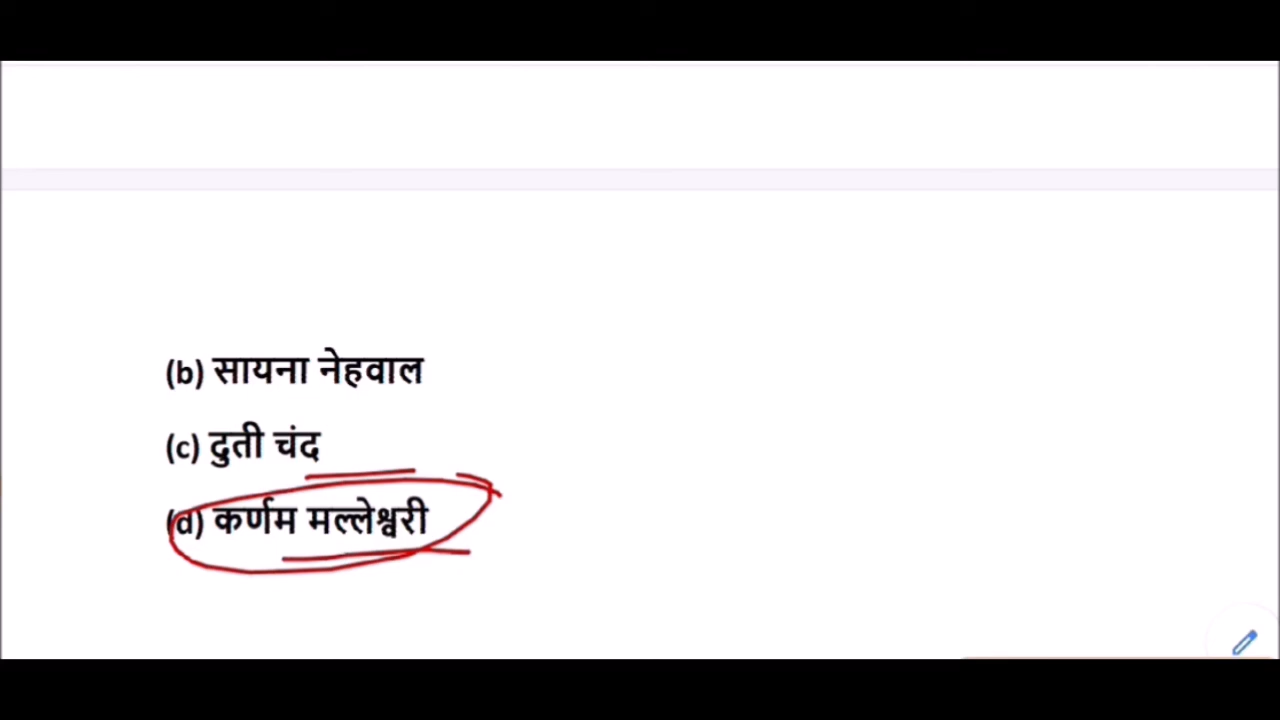 (b) सायना नेहवाल
(c) दुती चंद
(d) कर्णम मल्लेश्वरी